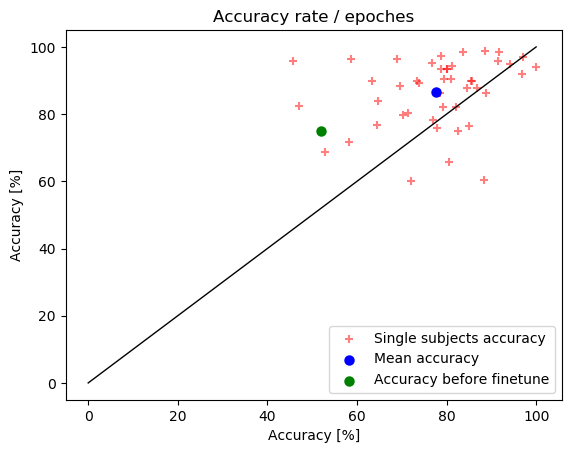 Accuracy rate / epoches
100
80
60
40
20
0
Accuracy [%]
Single subjects accuracy
Mean accuracy
Accuracy before finetune
0
20
40
60
80
100
Accuracy [%]